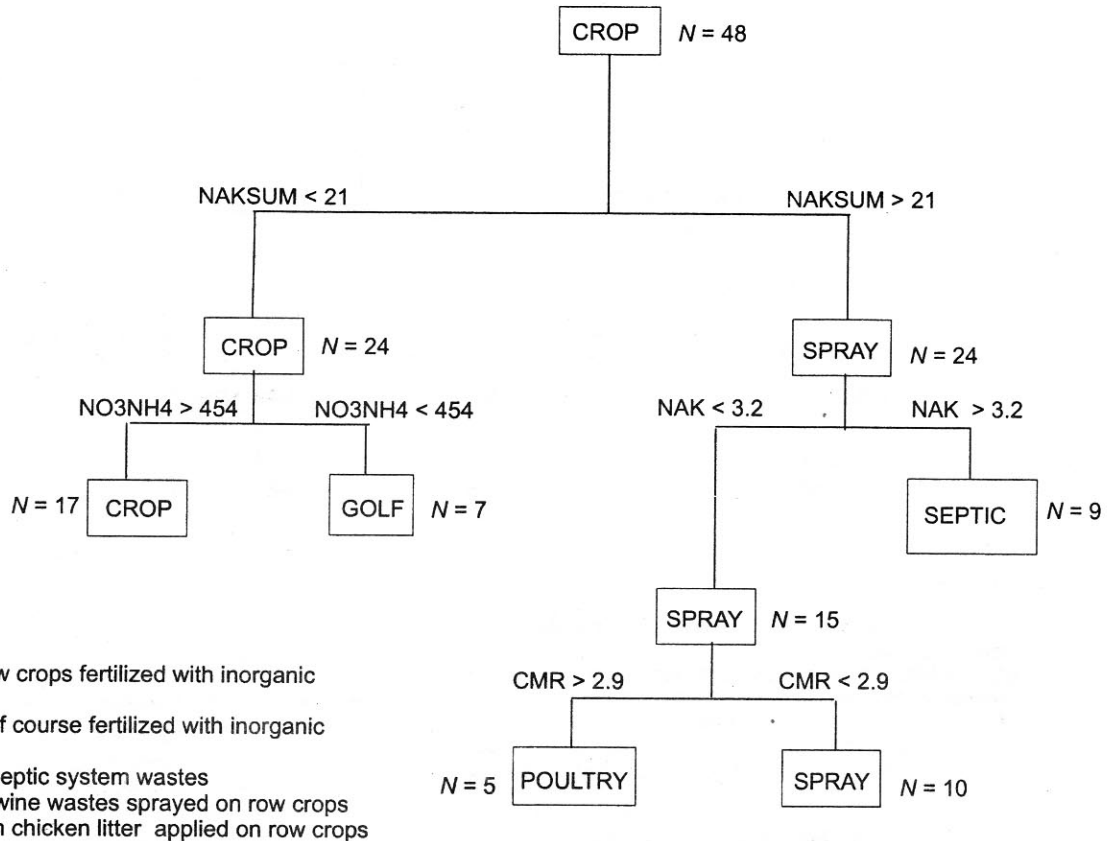 CROP N = 48
NAKSUM < 21 NAKSUM > 21
CROP N = 24 SPRAY N = 24
NO3NH4 > 454 NO3NH4 < 454 NAK < 3.2 NAK > 3.2
N = 17 CROP GOLF N = 7 SEPTIC N = 9
SPRAY N = 15
w crops fertilized with inorganic
CMR > 2.9 CMR < 2.9
f course fertilized with inorganic
eptic system wastes
N = 5 POULTRY SPRAY N = 10
wine wastes sprayed on row crops
n chicken litter applied on row crops